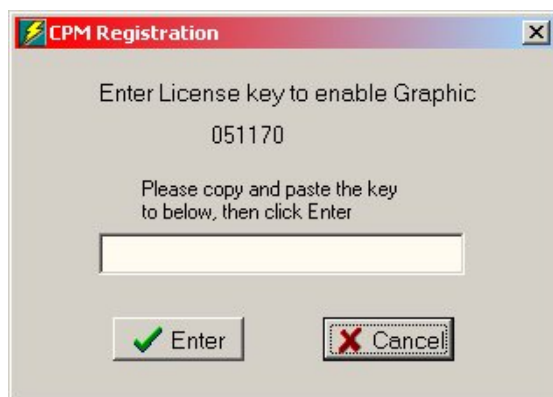 CPM Registration
Enter License key to enable Graphic
051170
Please copy and paste the key
to below, then click Enter
Enter
Cancel